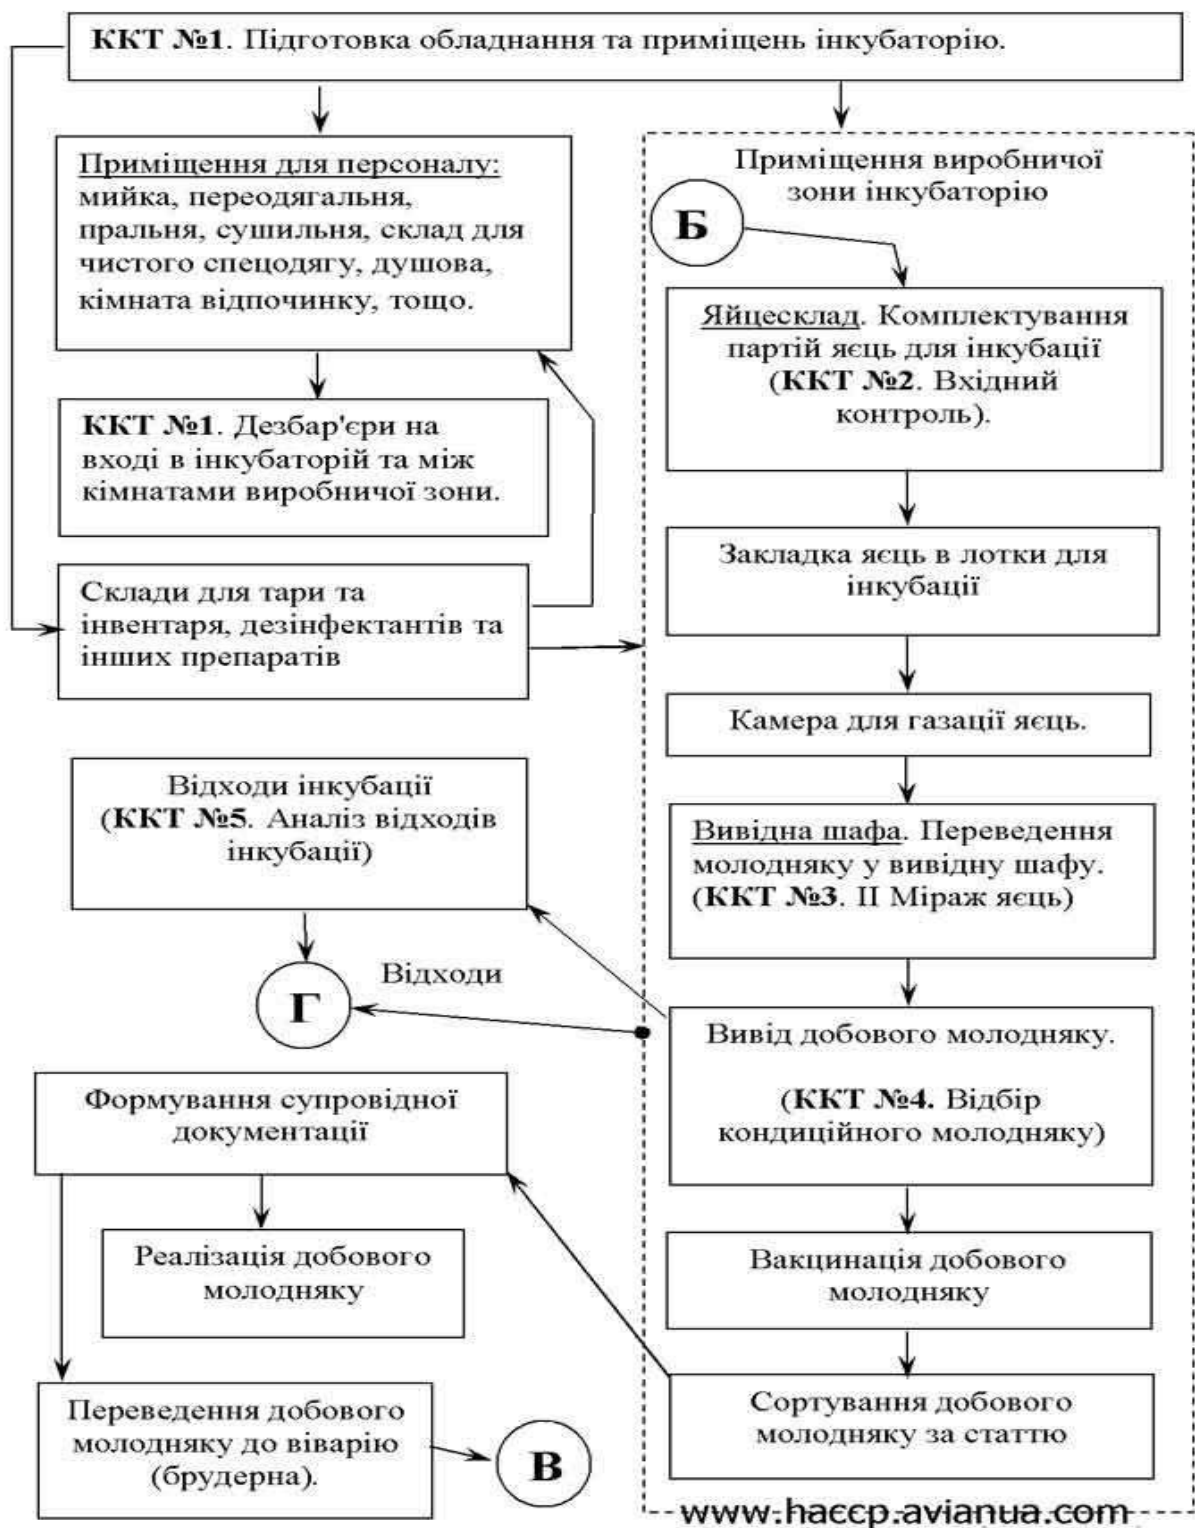 ККТ №1. Підготовка обладнання та приміщень інкубаторію.
Приміщення для персоналу:
мийка, переодягальня,
пральня, сушильня, склад для
чистого спецодягу, душова,
кімната відпочинку, тощо.
ККТ №1. Дезбар'єри на
вході в інкубаторій та між
кімнатами виробничої зони.
Склади для тари та
інвентаря, дезінфектантів та
інших препаратів
Приміщення виробничої
зони інкубаторію
Б
Яйцесклад. Комплектування
партій яєць для інкубації
(ККТ №2. Вхідний
контроль).
Закладка яєць в лотки для
інкубації
Камера для газації яєць.
Вивідна шафа. Переведення
молодняку у вивідну шафу.
(ККТ №3. II Міраж яєць)
Вивід добового молодняку.
(ККТ №4. Відбір
кондиційного молодняку)
Вакцинація добового
молодняку
Сортування добового
молодняку за статтю
Відходи інкубації
(ККТ №5. Аналіз відходів
інкубації)
Відходи
Г
Формування супровідної
документації
Реалізація добового
молодняку
Переведення добового
молодняку до віварію
(брудерна).
В
www.haccp.avianua.com